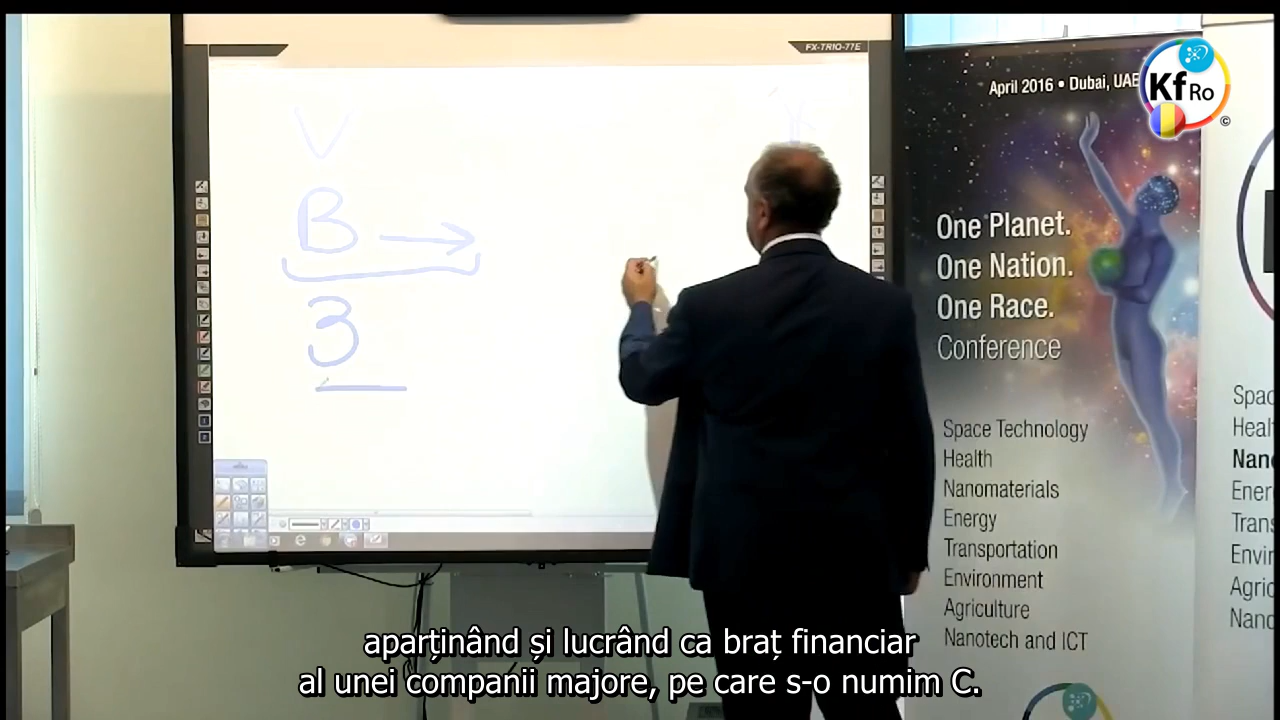 FX-TRIO-77E
April 2016 • Dubai, UAE
Kf Ro
©
V
B →
3
One Planet.
One Nation.
One Race.
Conference
Space Technology
Health
Nanomaterials
Energy
Transportation
Environment
Agriculture
Nanotech and ICT
aparținând și lucrând ca braț financiar
al unei companii majore, pe care s-o numim C.